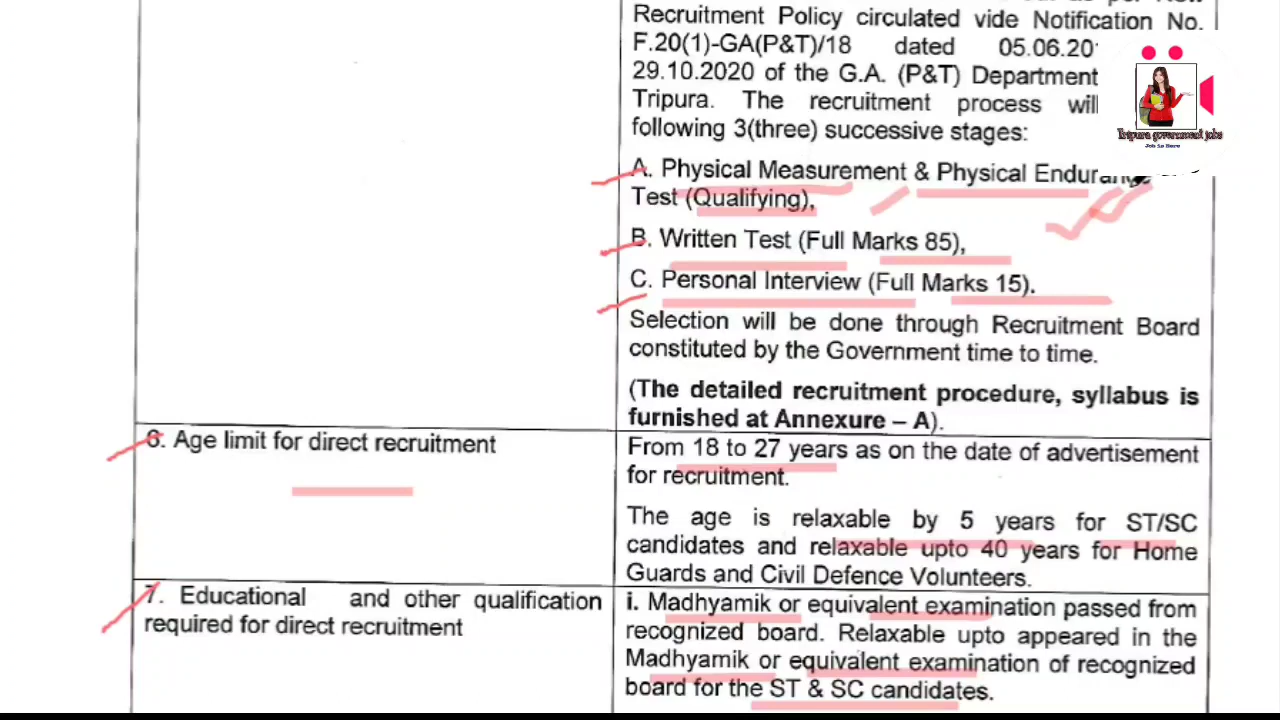 Recruitment Policy circulated vide Notification No.
F.20(1)-GA(P&T)/18 dated 05.06.20
29.10.2020 of the G.A. (P&T) Department
Tripura. The recruitment process will
following 3(three) successive stages:
A. Physical Measurement & Physical Endurance
Test (Qualifying),
B. Written Test (Full Marks 85),
C. Personal Interview (Full Marks 15).
Selection will be done through Recruitment Board
constituted by the Government time to time.
(The detailed recruitment procedure, syllabus is
furnished at Annexure – A).
6. Age limit for direct recruitment
From 18 to 27 years as on the date of advertisement
for recruitment.
The age is relaxable by 5 years for ST/SC
candidates and relaxable upto 40 years for Home
Guards and Civil Defence Volunteers.
7. Educational and other qualification
required for direct recruitment
i. Madhyamik or equivalent examination passed from
recognized board. Relaxable upto appeared in the
Madhyamik or equivalent examination of recognized
board for the ST & SC candidates.
Tripura government jobs
Job is Here